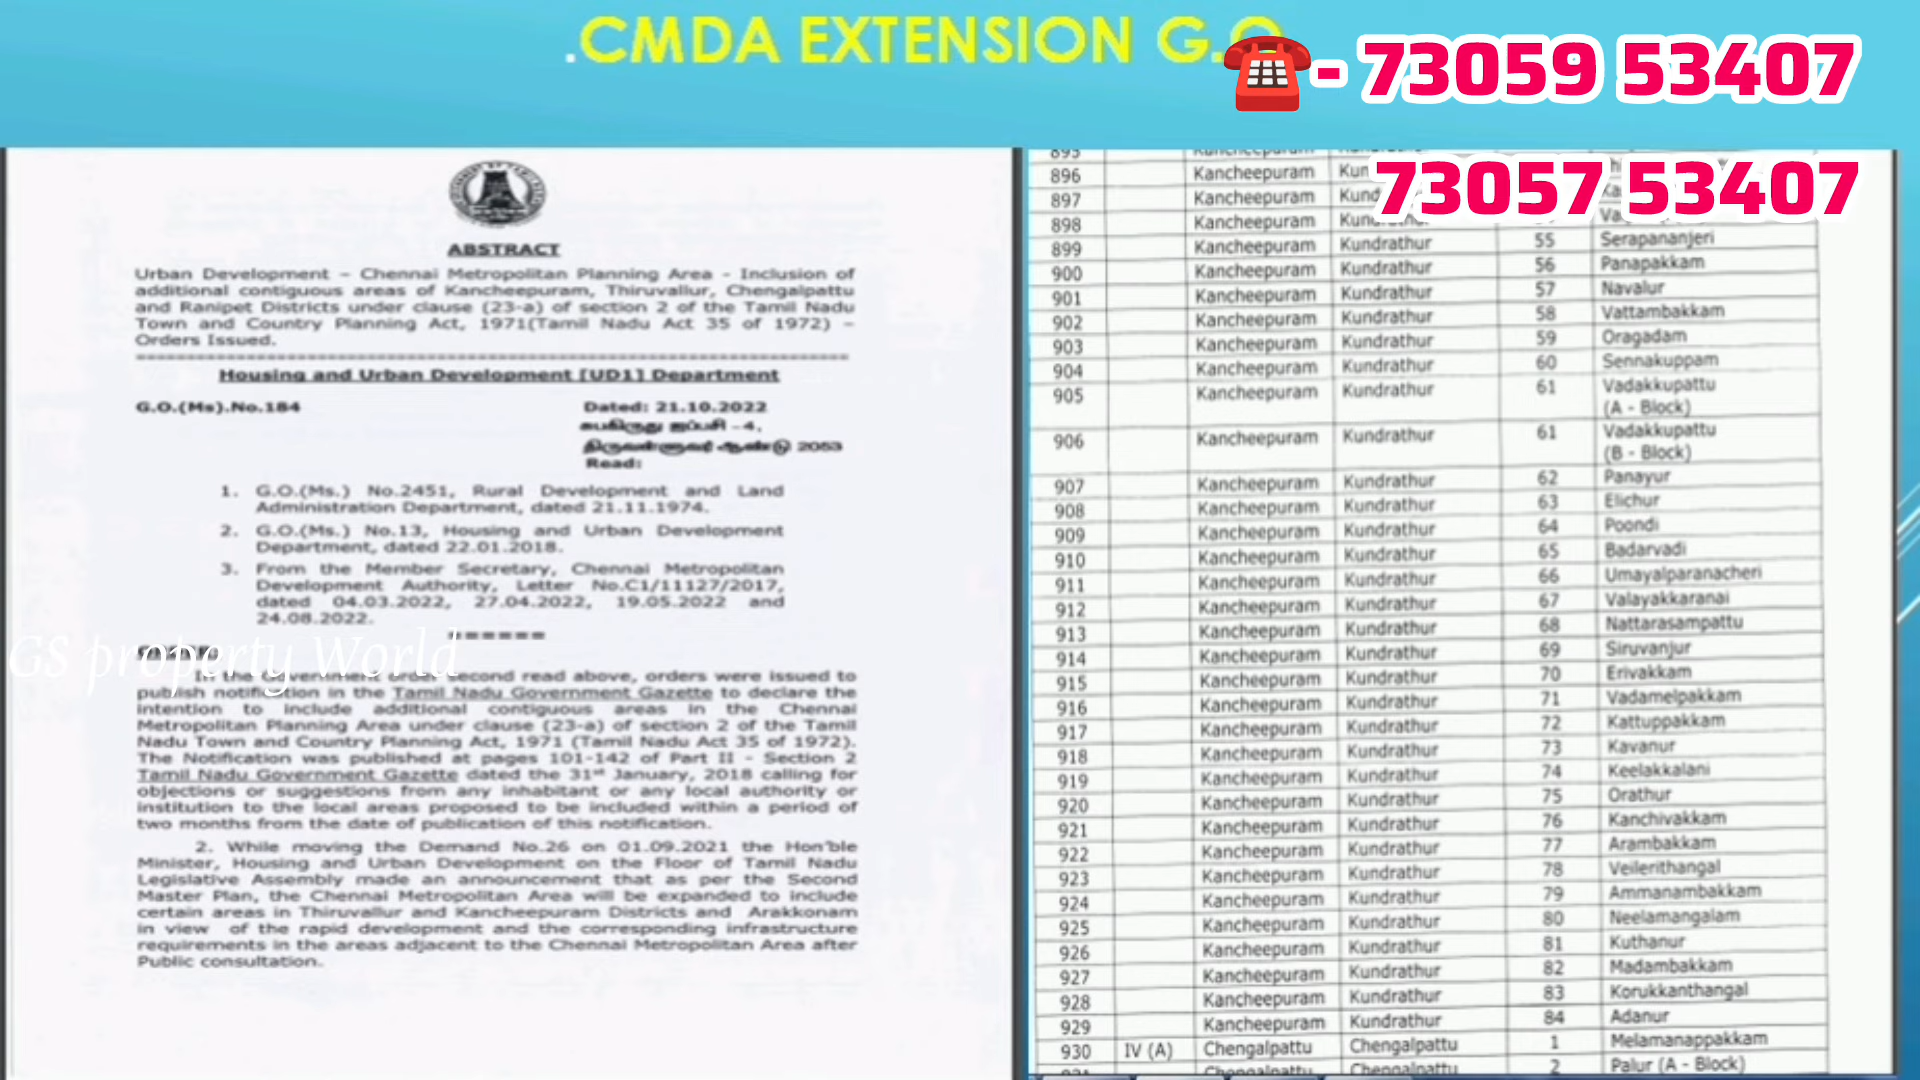 .CMDA EXTENSION G.O
- 73059 53407
73057 53407
ABSTRACT
Urban Development – Chennai Metropolitan Planning Area - Inclusion of
additional contiguous areas of Kancheepuram, Thiruvallur, Chengalpattu
and Ranipet Districts under clause (23-a) of section 2 of the Tamil Nadu
Town and Country Planning Act, 1971(Tamil Nadu Act 35 of 1972) –
Orders Issued.
Housing and Urban Development [UD1] Department
G.O.(Ms).No.184
Dated: 21.10.2022
சுபகிருது ஐப்பசி -4,
திருவள்ளுவர் ஆண்டு 2053
Read:
1. G.O.(Ms.) No.2451, Rural Development and Land
Administration Department, dated 21.11.1974.
2. G.O.(Ms.) No.13, Housing and Urban Development
Department, dated 22.01.2018.
3. From the Member Secretary, Chennai Metropolitan
Development Authority, Letter No.C1/11127/2017,
dated 04.03.2022, 27.04.2022, 19.05.2022 and
24.08.2022.
GS property World
In the Government order second read above, orders were issued to
publish notification in the Tamil Nadu Government Gazette to declare the
intention to include additional contiguous areas in the Chennai
Metropolitan Planning Area under clause (23-a) of section 2 of the Tamil
Nadu Town and Country Planning Act, 1971 (Tamil Nadu Act 35 of 1972).
The Notification was published at pages 101-142 of Part II - Section 2
Tamil Nadu Government Gazette dated the 31st January, 2018 calling for
objections or suggestions from any inhabitant or any local authority or
institution to the local areas proposed to be included within a period of
two months from the date of publication of this notification.
2. While moving the Demand No.26 on 01.09.2021 the Hon'ble
Minister, Housing and Urban Development on the Floor of Tamil Nadu
Legislative Assembly made an announcement that as per the Second
Master Plan, the Chennai Metropolitan Area will be expanded to include
certain areas in Thiruvallur and Kancheepuram Districts and Arakkonam
in view of the rapid development and the corresponding infrastructure
requirements in the areas adjacent to the Chennai Metropolitan Area after
Public consultation.
895 Kancheepuram
896 Kancheepuram
897 Kancheepuram
898 Kancheepuram
899 Kancheepuram Kundrathur 55 Serapananjeri
900 Kancheepuram Kundrathur 56 Panapakkam
901 Kancheepuram Kundrathur 57 Navalur
902 Kancheepuram Kundrathur 58 Vattambakkam
903 Kancheepuram Kundrathur 59 Oragadam
904 Kancheepuram Kundrathur 60 Sennakuppam
905 Kancheepuram Kundrathur 61 Vadakkupattu
(A - Block)
906 Kancheepuram Kundrathur 61 Vadakkupattu
(B - Block)
907 Kancheepuram Kundrathur 62 Panayur
908 Kancheepuram Kundrathur 63 Elichur
909 Kancheepuram Kundrathur 64 Poondi
910 Kancheepuram Kundrathur 65 Badarvadi
911 Kancheepuram Kundrathur 66 Umayalparanacheri
912 Kancheepuram Kundrathur 67 Valayakkaranai
913 Kancheepuram Kundrathur 68 Nattarasampattu
914 Kancheepuram Kundrathur 69 Siruvanjur
915 Kancheepuram Kundrathur 70 Erivakkam
916 Kancheepuram Kundrathur 71 Vadamelpakkam
917 Kancheepuram Kundrathur 72 Kattuppakkam
918 Kancheepuram Kundrathur 73 Kavanur
919 Kancheepuram Kundrathur 74 Keelakkalani
920 Kancheepuram Kundrathur 75 Orathur
921 Kancheepuram Kundrathur 76 Kanchivakkam
922 Kancheepuram Kundrathur 77 Arambakkam
923 Kancheepuram Kundrathur 78 Veilerithangal
924 Kancheepuram Kundrathur 79 Ammanambakkam
925 Kancheepuram Kundrathur 80 Neelamangalam
926 Kancheepuram Kundrathur 81 Kuthanur
927 Kancheepuram Kundrathur 82 Madambakkam
928 Kancheepuram Kundrathur 83 Korukkanthangal
929 Kancheepuram Kundrathur 84 Adanur
930 IV (A) Chengalpattu Chengalpattu 1 Melamanappakkam
Chengalpattu Chengalpattu 2 Palur (A - Block)